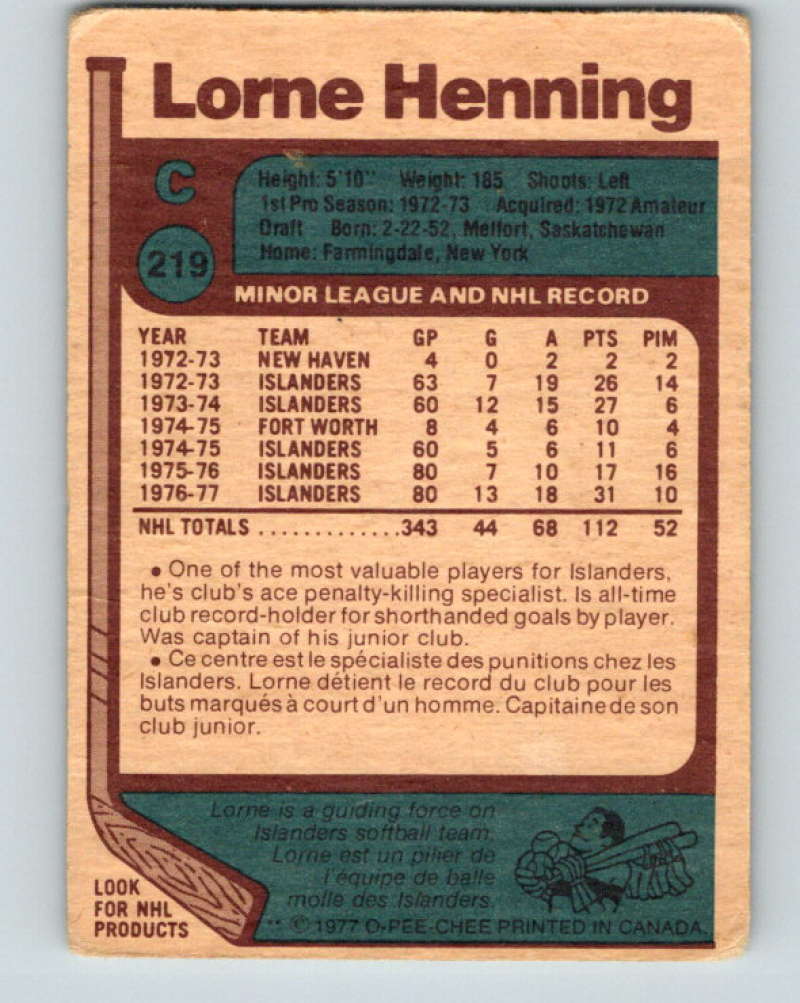 Lorne Henning
C
219
Height: 5'10" Weight: 185 Shoots: Left
1st Pro Season: 1972-73 Acquired: 1972 Amateur
Draft Born: 2-22-52, Melfort, Saskatchewan
Home: Farmingdale, New York
MINOR LEAGUE AND NHL RECORD
YEAR TEAM GP G A PTS PIM
1972-73 NEW HAVEN 4 0 2 2 2
1972-73 ISLANDERS 63 7 19 26 14
1973-74 ISLANDERS 60 12 15 27 6
1974-75 FORT WORTH 8 4 6 10 4
1974-75 ISLANDERS 60 5 6 11 6
1975-76 ISLANDERS 80 7 10 17 16
1976-77 ISLANDERS 80 13 18 31 10
NHL TOTALS .............343 44 68 112 52
• One of the most valuable players for Islanders,
he's club's ace penalty-killing specialist. Is all-time
club record-holder for shorthanded goals by player.
Was captain of his junior club.
• Ce centre est le spécialiste des punitions chez les
Islanders. Lorne détient le record du club pour les
buts marqués à court d'un homme. Capitaine de son
club junior.
Lorne is a guiding force on
Islanders softball team.
Lorne est un pilier de
l'équipe de balle
molle des Islanders.
LOOK
FOR NHL
PRODUCTS
** © 1977 O-PEE-CHEE PRINTED IN CANADA.